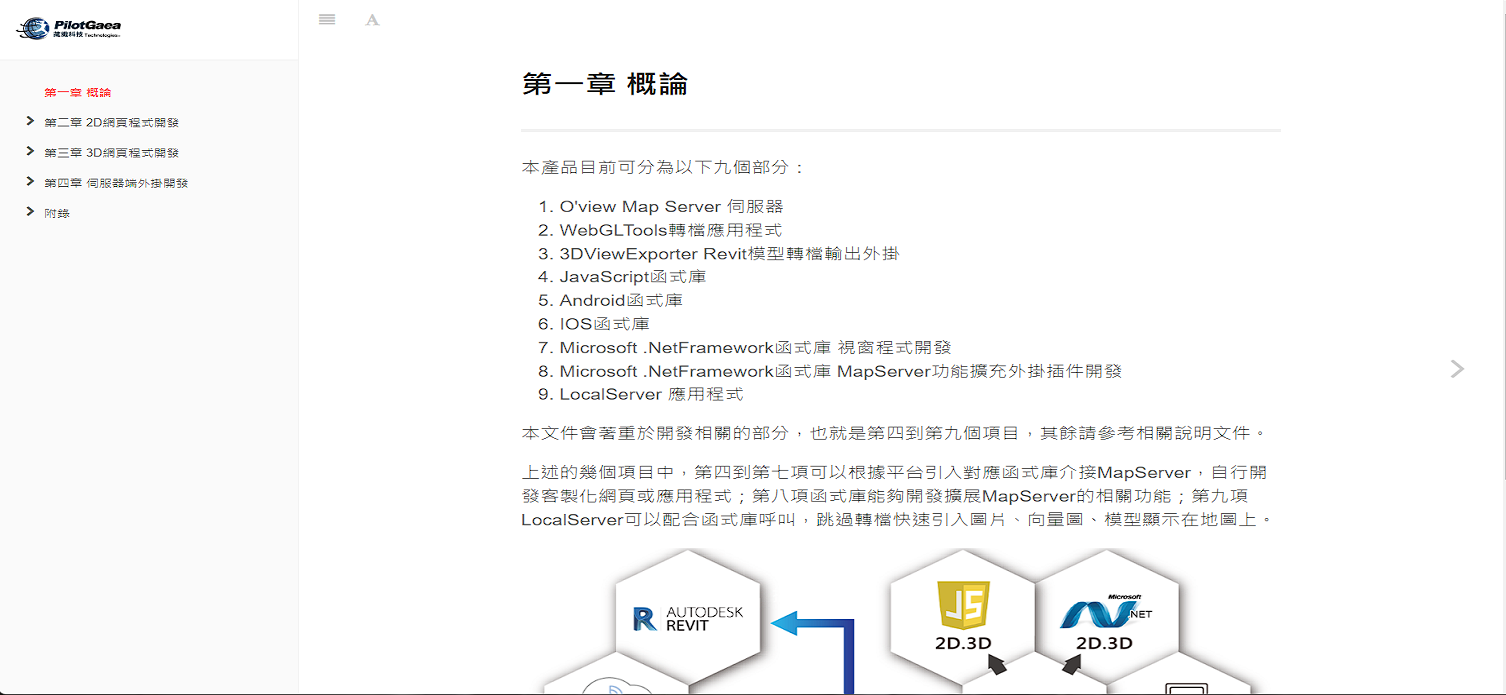 PilotGaea
崴嶺科技 Technologies
A
第一章 概論
第二章 2D網頁程式開發
第三章 3D網頁程式開發
第四章 伺服器端外掛開發
附錄
第一章 概論
本產品目前可分為以下九個部分：
1. O'view Map Server 伺服器
2. WebGLTools轉檔應用程式
3. 3DViewExporter Revit模型轉檔輸出外掛
4. JavaScript函式庫
5. Android函式庫
6. IOS函式庫
7. Microsoft .NetFramework函式庫 視窗程式開發
8. Microsoft .NetFramework函式庫 MapServer功能擴充外掛插件開發
9. LocalServer 應用程式
本文件會著重於開發相關的部分，也就是第四到第九個項目，其餘請參考相關說明文件。
上述的幾個項目中，第四到第七項可以根據平台引入對應函式庫介接MapServer，自行開
發客製化網頁或應用程式；第八項函式庫能夠開發擴展MapServer的相關功能；第九項
LocalServer可以配合函式庫呼叫，跳過轉檔快速引入圖片、向量圖、模型顯示在地圖上。
R AUTODESK
REVIT
JS
2D.3D
Microsoft
.NET
2D.3D